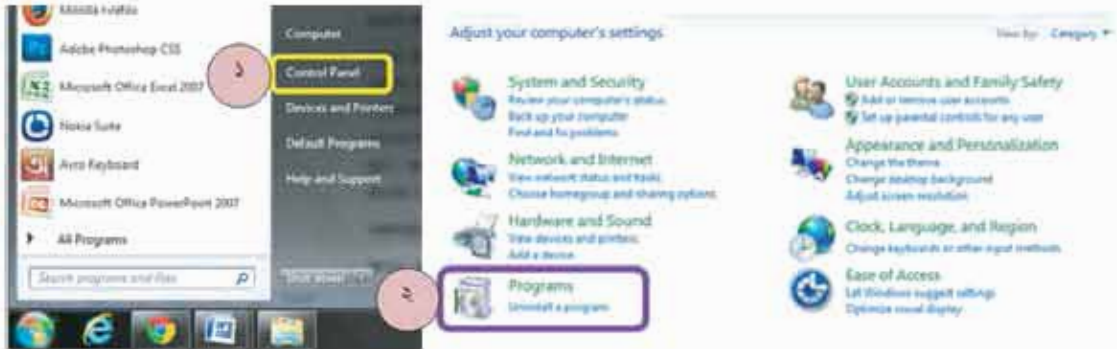 Mozilla Firefox
Adobe Photoshop CS5
Microsoft Office Excel 2007
Nokia Suite
Avro Keyboard
Microsoft Office PowerPoint 2007
All Programs
Search programs and files
Computer
১
Control Panel
Devices and Printers
Default Programs
Help and Support
Shut down
Adjust your computer's settings
View by: Category
System and Security
Review your computer's status
Back up your computer
Find and fix problems
Network and Internet
View network status and tasks
Choose homegroup and sharing options
Hardware and Sound
View devices and printers
Add a device
২
Programs
Uninstall a program
User Accounts and Family Safety
Add or remove user accounts
Set up parental controls for any user
Appearance and Personalization
Change the theme
Change desktop background
Adjust screen resolution
Clock, Language, and Region
Change keyboards or other input methods
Ease of Access
Let Windows suggest settings
Optimize visual display